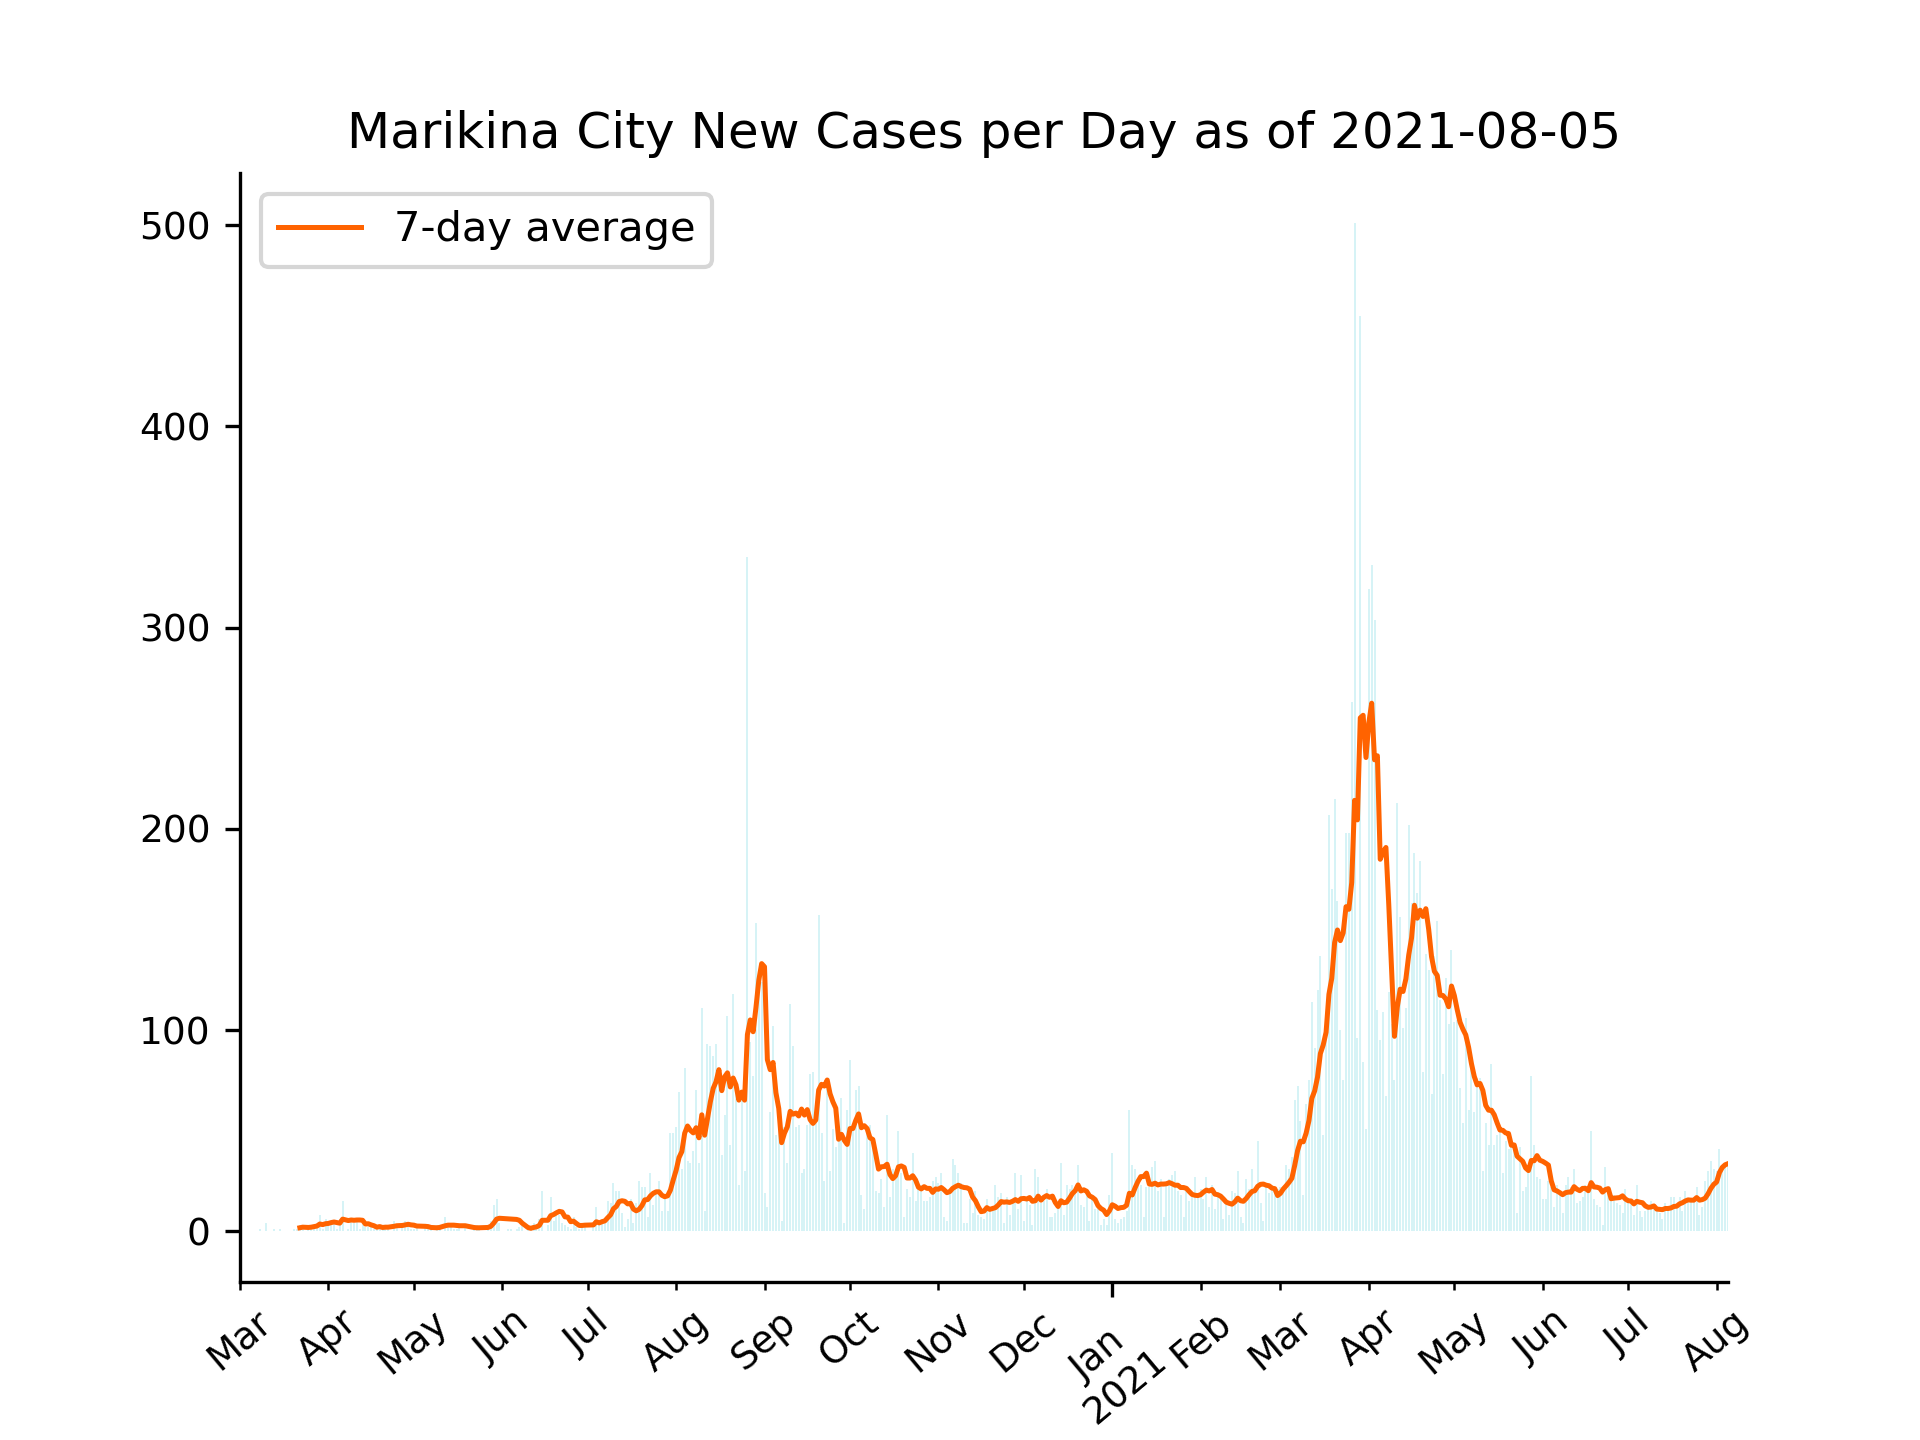 Marikina City New Cases per Day as of 2021-08-05
7-day average
500
400
300
200
100
0
Mar
Apr
May
Jun
Jul
Aug
Sep
Oct
Nov
Dec
Jan
2021
Feb
Mar
Apr
May
Jun
Jul
Aug